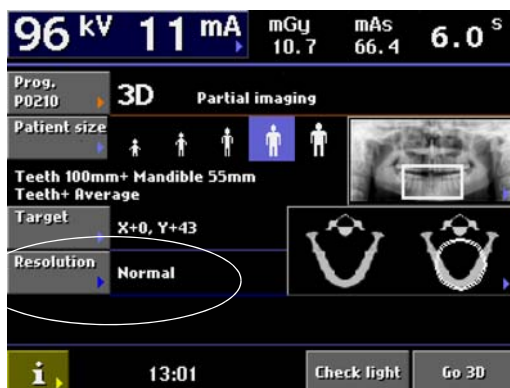 96 kV 11 mA mGy 10.7 mAs 66.4 6.0 s
Prog. P0210 3D Partial imaging
Patient size
Teeth 100mm+ Mandible 55mm
Teeth+ Average
Target X+0, Y+43
Resolution Normal
i 13:01 Check light Go 3D